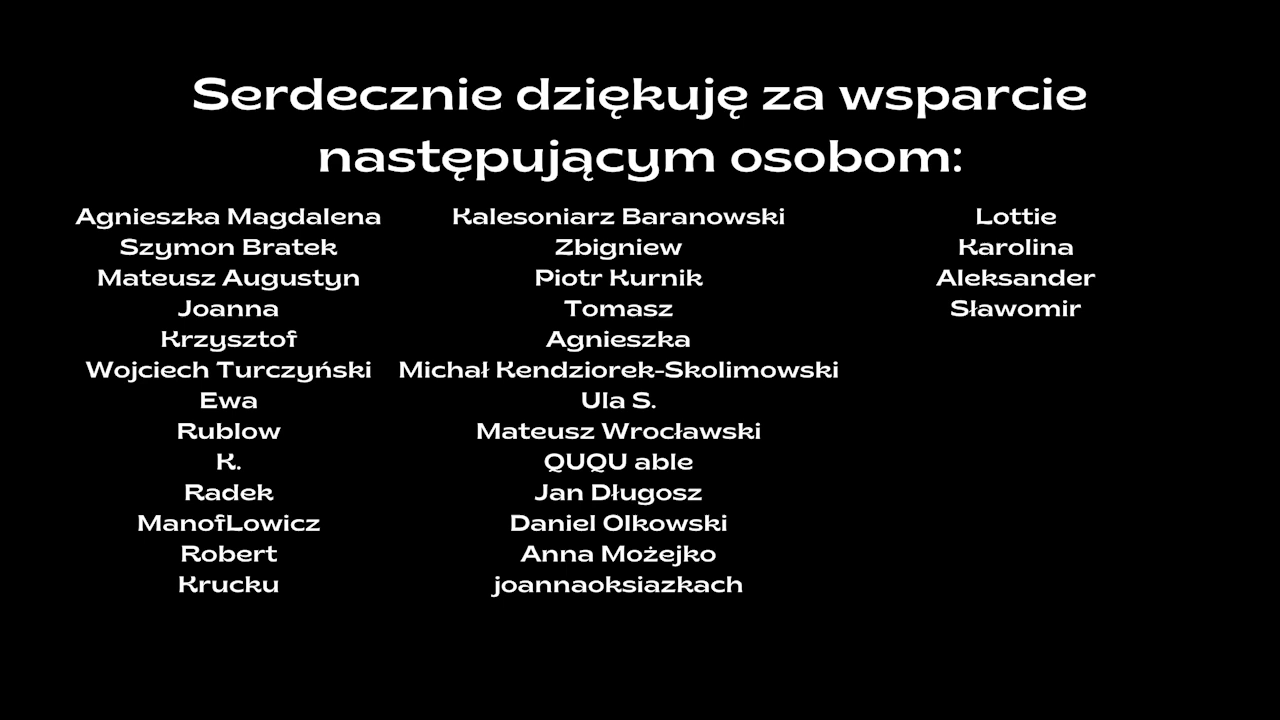 Serdecznie dziękuję za wsparcie
następującym osobom:
Agnieszka Magdalena
Szymon Bratek
Mateusz Augustyn
Joanna
Krzysztof
Wojciech Turczyński
Ewa
Rublow
K.
Radek
ManofLowicz
Robert
Krucku
Kalesoniarz Baranowski
Zbigniew
Piotr Kurnik
Tomasz
Agnieszka
Michał Kendziorek-Skolimowski
Ula S.
Mateusz Wrocławski
QUQU able
Jan Długosz
Daniel Olkowski
Anna Możejko
joannaoksiazkach
Lottie
Karolina
Aleksander
Sławomir